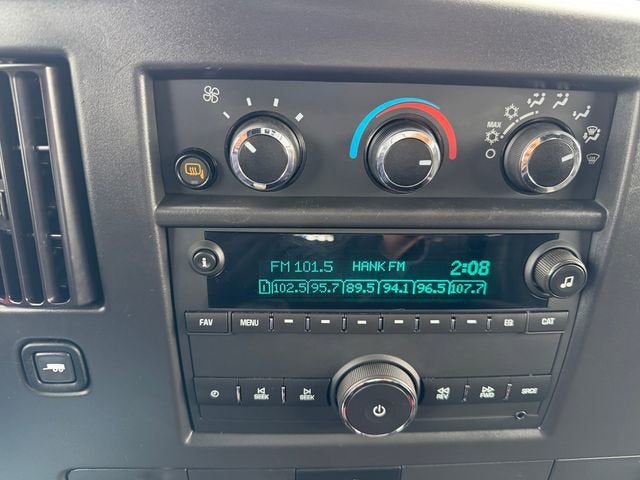 MAX
FM 101.5 HANK FM 2:08
1 102.5 95.7 89.5 94.1 96.5 107.7
FAV MENU EQ CAT
SEEK SEEK REV FWD SRCE